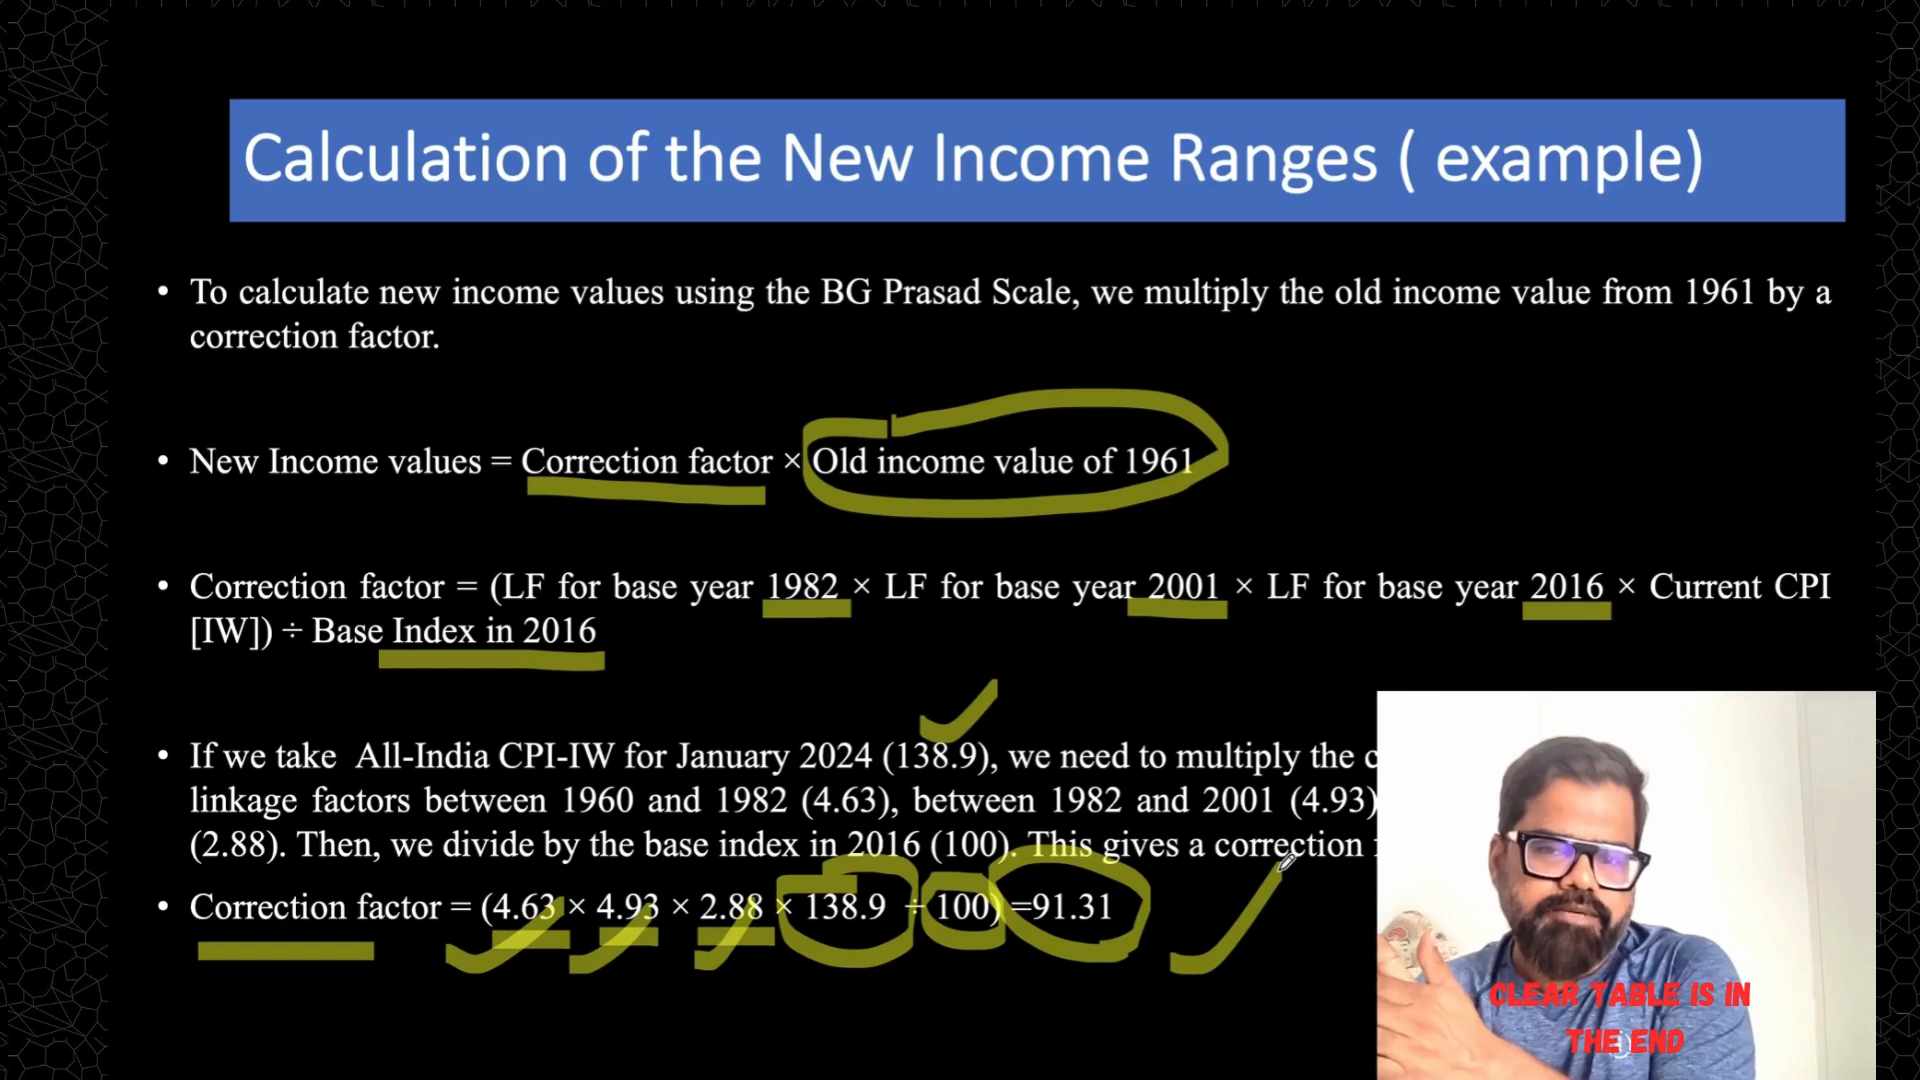 Calculation of the New Income Ranges ( example)
• To calculate new income values using the BG Prasad Scale, we multiply the old income value from 1961 by a
correction factor.
• New Income values = Correction factor × Old income value of 1961
• Correction factor = (LF for base year 1982 × LF for base year 2001 × LF for base year 2016 × Current CPI
[IW]) ÷ Base Index in 2016
• If we take All-India CPI-IW for January 2024 (138.9), we need to multiply the
linkage factors between 1960 and 1982 (4.63), between 1982 and 2001 (4.93)
(2.88). Then, we divide by the base index in 2016 (100). This gives a correction
• Correction factor = (4.63 × 4.93 × 2.88 × 138.9 ÷ 100) =91.31
CLEAR TABLE IS IN
THE END